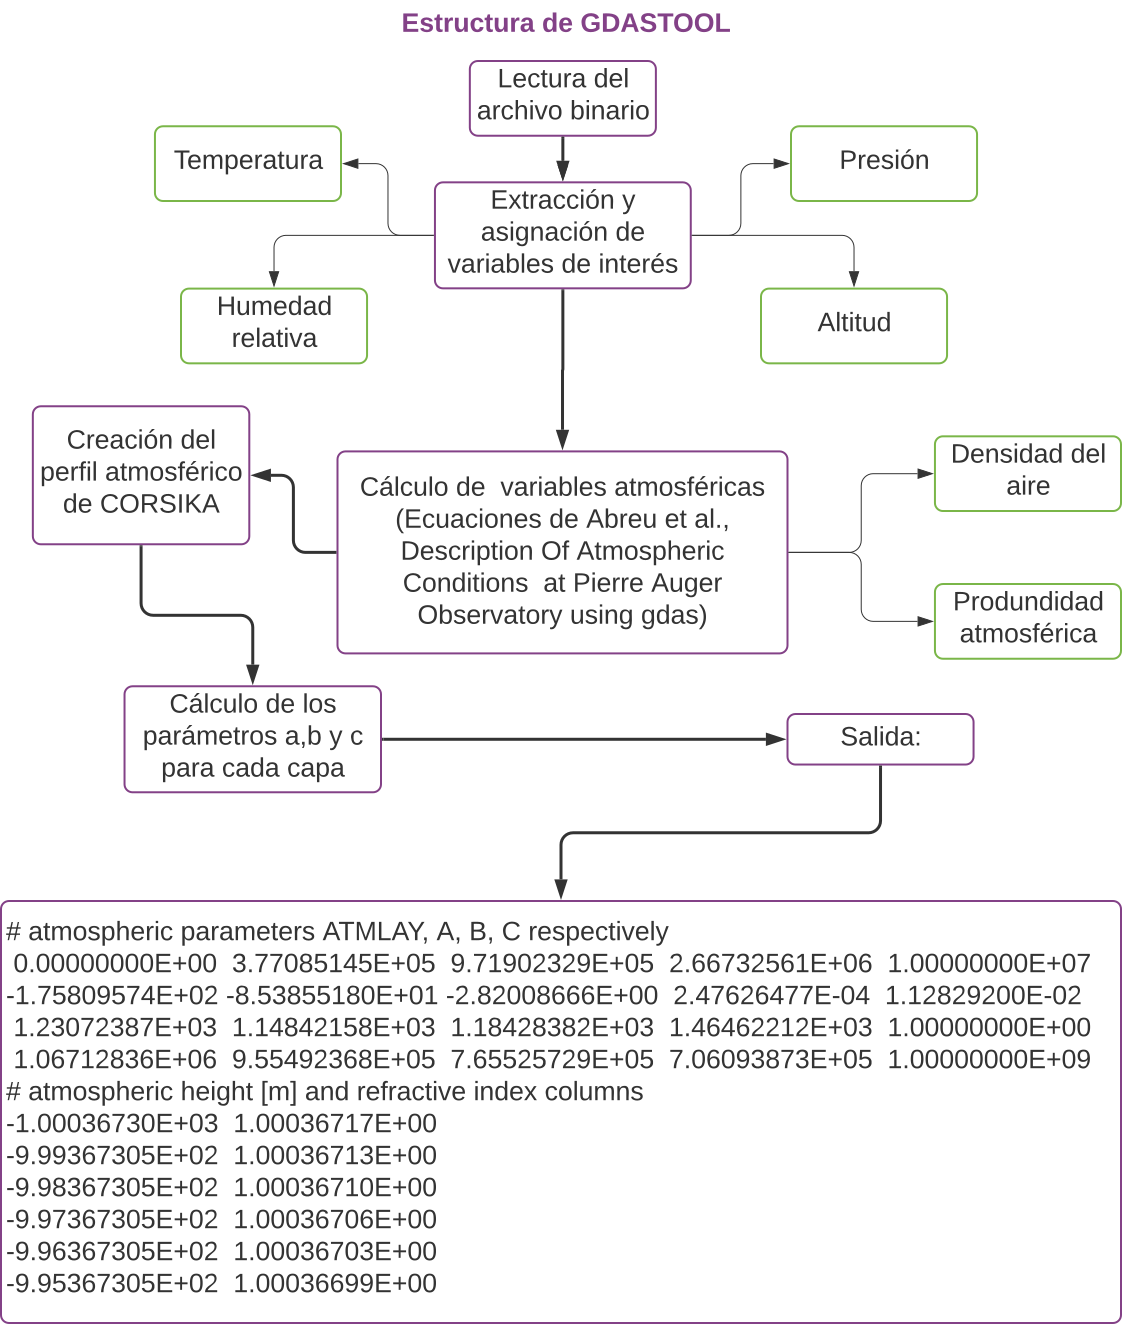 Estructura de GDASTOOL
Lectura del
archivo binario
Temperatura
Presión
Extracción y
asignación de
variables de interés
Humedad
relativa
Altitud
Creación del
perfil atmosférico
de CORSIKA
Cálculo de  variables atmosféricas
(Ecuaciones de Abreu et al.,
Description Of Atmospheric
Conditions  at Pierre Auger
Observatory using gdas)
Densidad del
aire
Produndidad
atmosférica
Cálculo de los
parámetros a,b y c
para cada capa
Salida:
# atmospheric parameters ATMLAY, A, B, C respectively
0.00000000E+00  3.77085145E+05  9.71902329E+05  2.66732561E+06  1.00000000E+07
-1.75809574E+02 -8.53855180E+01 -2.82008666E+00  2.47626477E-04  1.12829200E-02
1.23072387E+03  1.14842158E+03  1.18428382E+03  1.46462212E+03  1.00000000E+00
1.06712836E+06  9.55492368E+05  7.65525729E+05  7.06093873E+05  1.00000000E+09
# atmospheric height [m] and refractive index columns
-1.00036730E+03  1.00036717E+00
-9.99367305E+02  1.00036713E+00
-9.98367305E+02  1.00036710E+00
-9.97367305E+02  1.00036706E+00
-9.96367305E+02  1.00036703E+00
-9.95367305E+02  1.00036699E+00